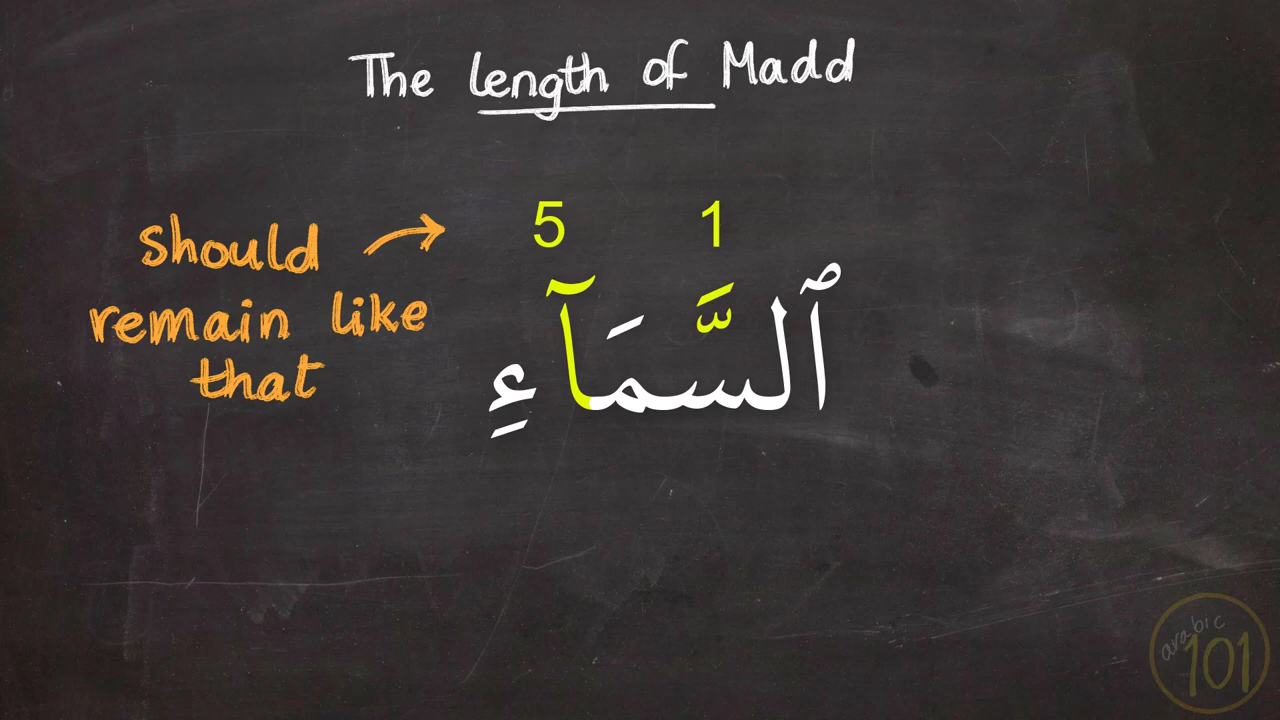 The length of Madd
should
remain like
that
5 1
ٱلسَّمَآءِ
arabic
101